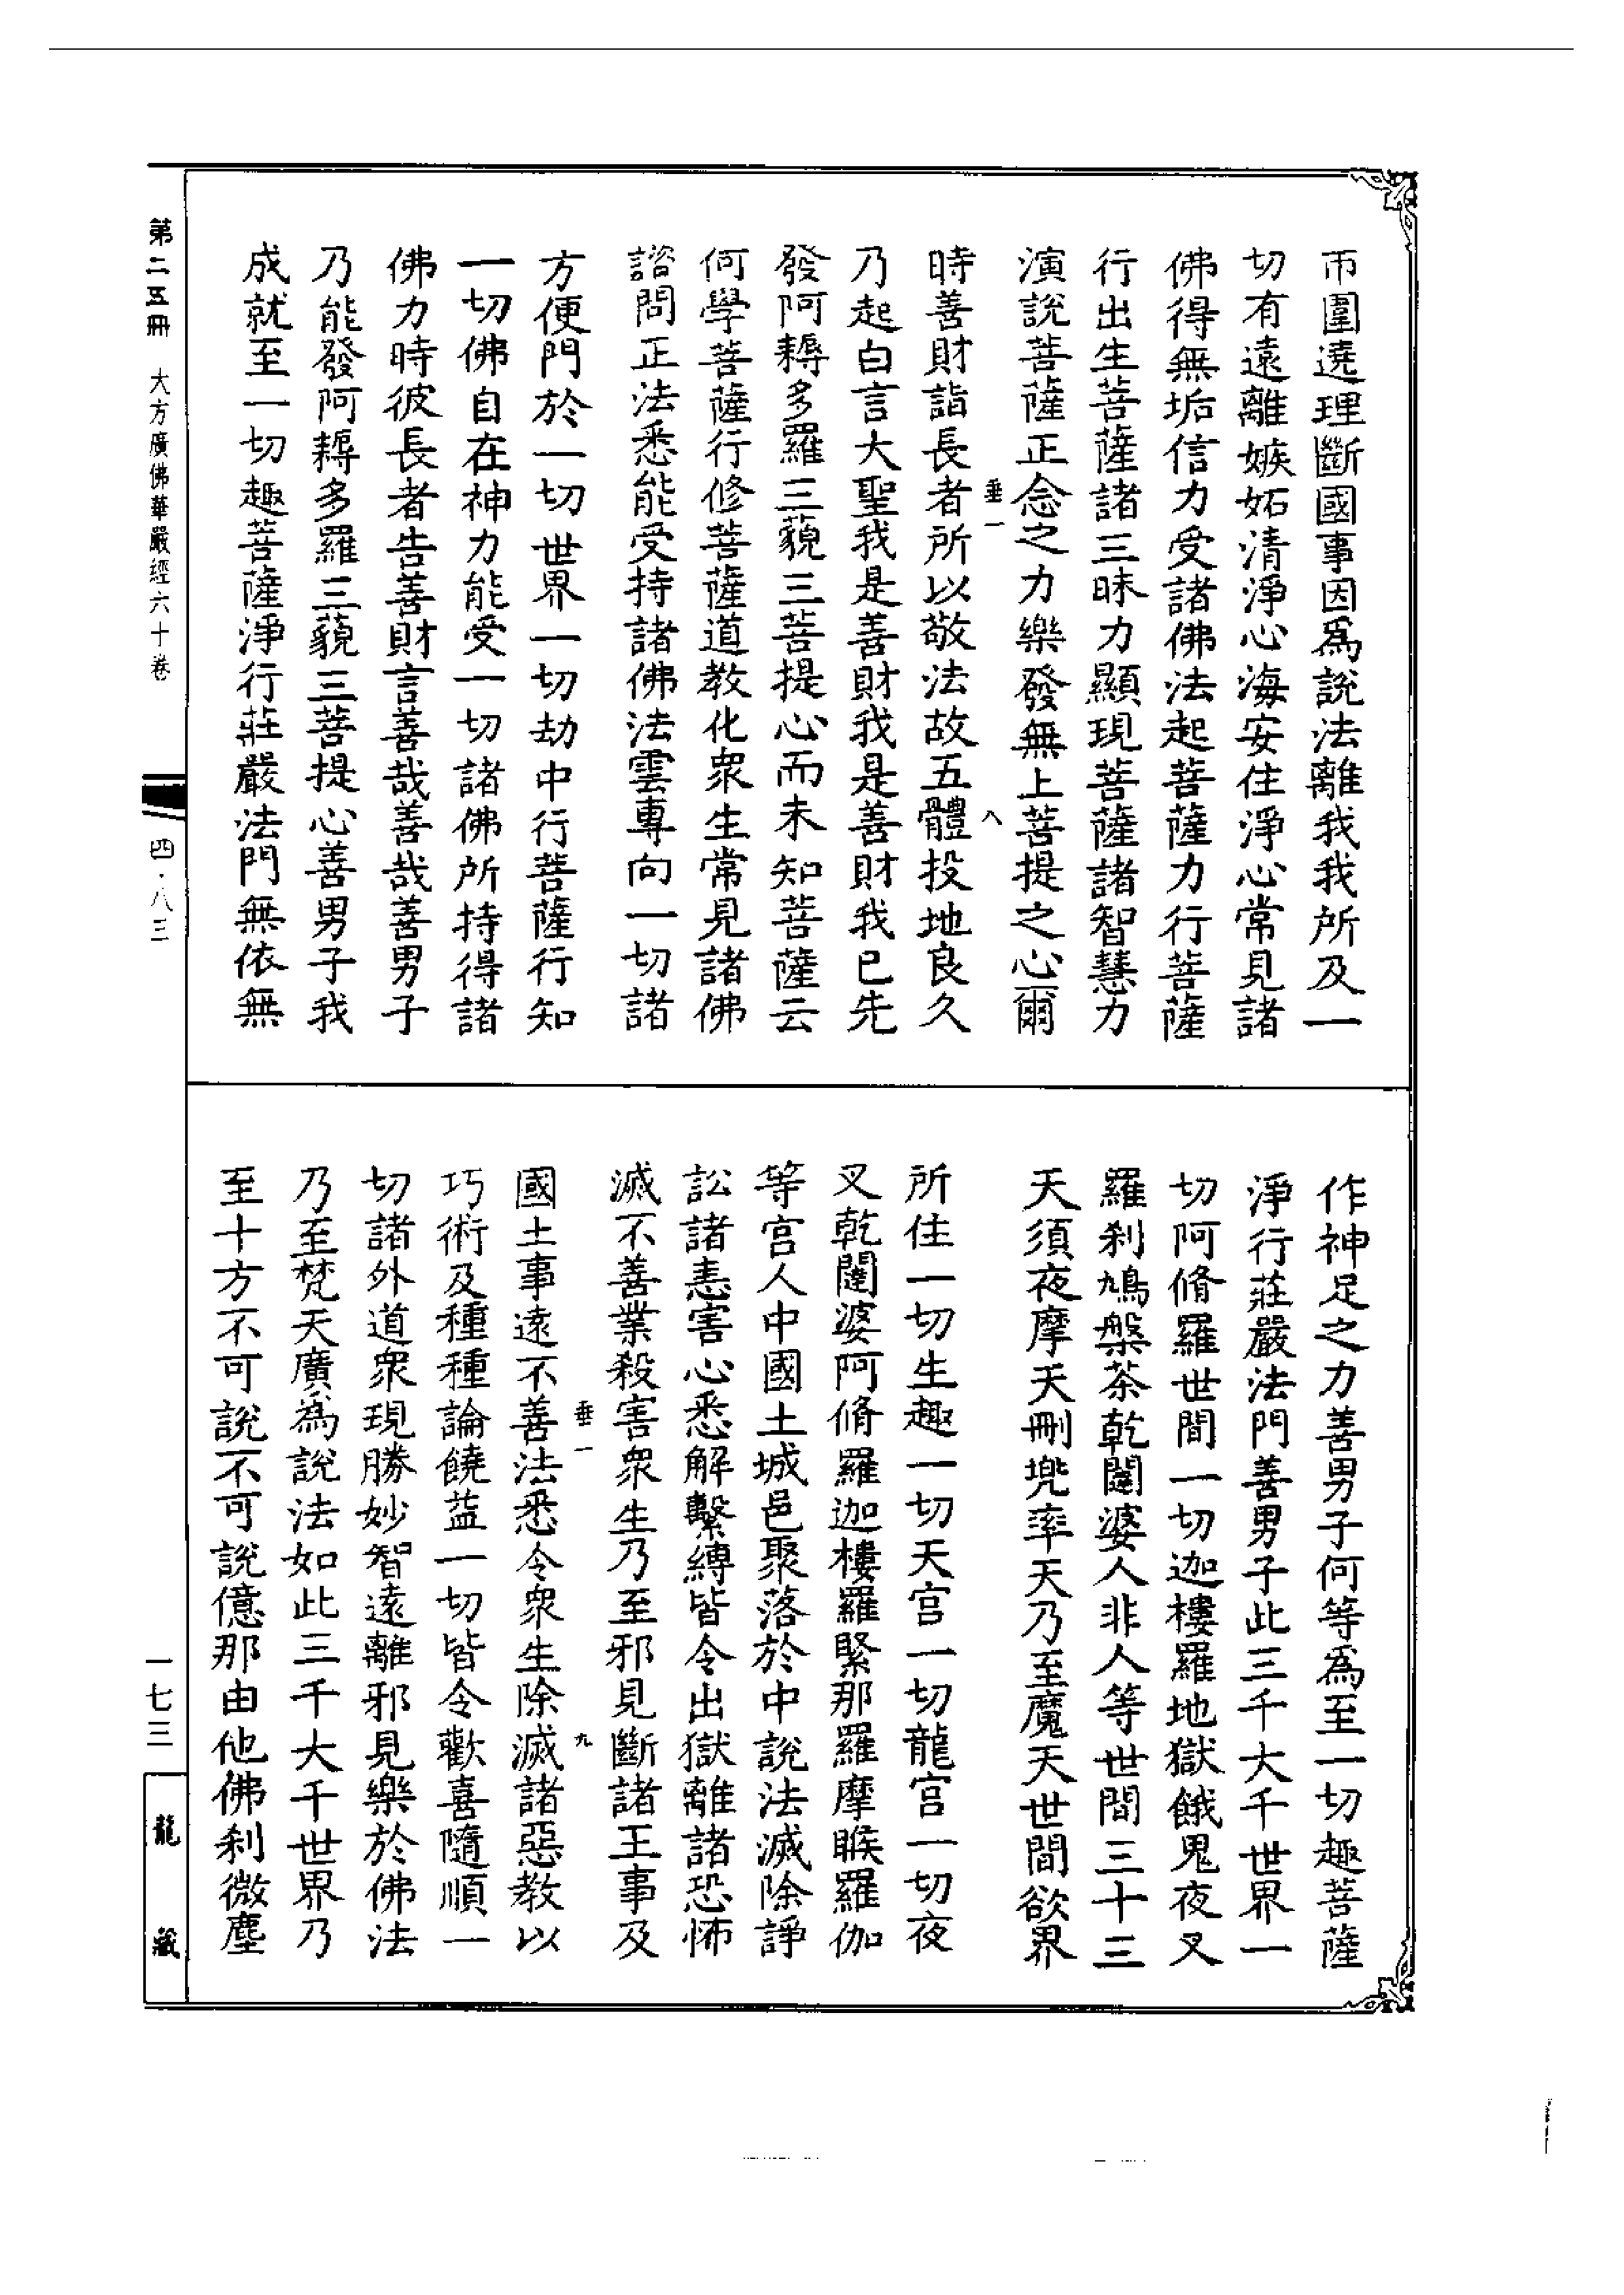 帀圍遶理斷國事因爲說法離我我所及一
切有遠離嫉妬清淨心海安住淨心常見諸
佛得無垢信力受諸佛法起菩薩力行菩薩
行出生菩薩諸三昧力顯現菩薩諸智慧力
演說菩薩正念之力樂發無上菩提之心爾
垂一 八
時善財詣長者所以敬法故五體投地良久
乃起白言大聖我是善財我是善財我已先
發阿耨多羅三藐三菩提心而未知菩薩云
何學菩薩行修菩薩道教化衆生常見諸佛
諮問正法悉能受持諸佛法雲專向一切諸
方便門於一切世界一切劫中行菩薩行知
一切佛自在神力能受一切諸佛所持得諸
佛力時彼長者告善財言善哉善哉善男子
乃能發阿耨多羅三藐三菩提心善男子我
成就至一切趣菩薩淨行莊嚴法門無依無
作神足之力善男子何等爲至一切趣菩薩
淨行莊嚴法門善男子此三千大千世界一
切阿脩羅世間一切迦樓羅地獄餓鬼夜叉
羅刹鳩槃茶乾闥婆人非人等世間三十三
天須夜摩天刪兜率天乃至魔天世間欲界
所住一切生趣一切天宮一切龍宮一切夜
叉乾闥婆阿脩羅迦樓羅緊那羅摩睺羅伽
等宮人中國土城邑聚落於中說法滅除諍
訟諸恚害心悉解繫縛皆令出獄離諸恐怖
滅不善業殺害衆生乃至邪見斷諸王事及
垂一 九
國土事遠不善法悉令衆生除滅諸惡教以
巧術及種種論饒益一切皆令歡喜隨順一
切諸外道衆現勝妙智遠離邪見樂於佛法
乃至梵天廣爲說法如此三千大千世界乃
至十方不可說不可說億那由他佛刹微塵
第二五冊 大方廣佛華嚴經六十卷
四·八三
一七三
龍藏